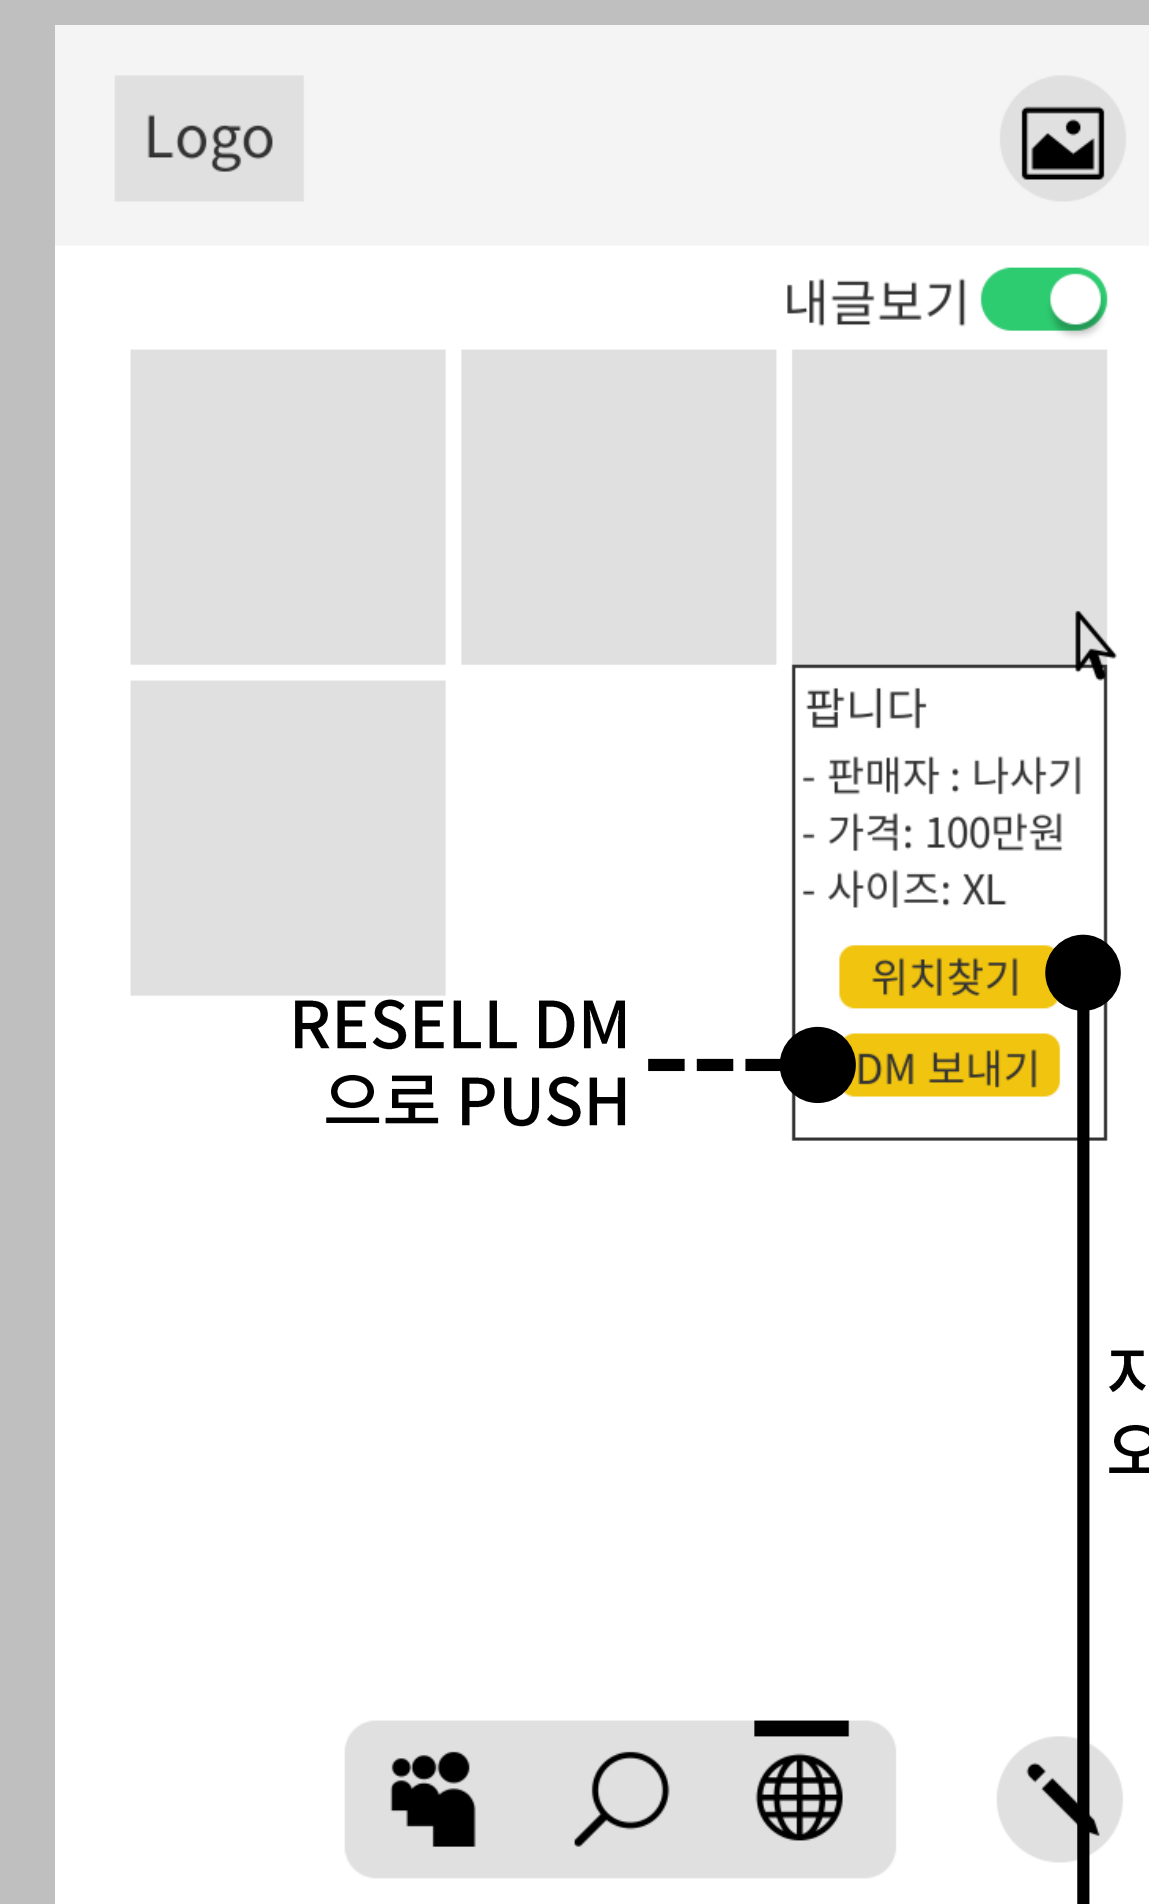 Logo
내글보기
팝니다
- 판매자 : 나사기
- 가격: 100만원
- 사이즈: XL
위치찾기
DM 보내기
RESELL DM
으로 PUSH